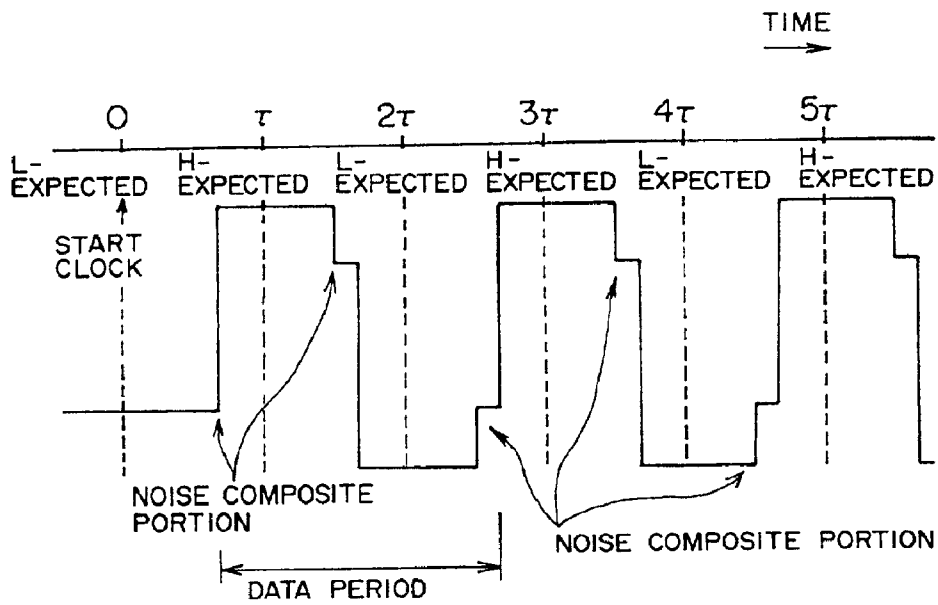 TIME
0 τ 2τ 3τ 4τ 5τ
L- H- L- H- L- H-
EXPECTED EXPECTED EXPECTED EXPECTED EXPECTED EXPECTED
START
CLOCK
NOISE COMPOSITE
PORTION
NOISE COMPOSITE PORTION
DATA PERIOD